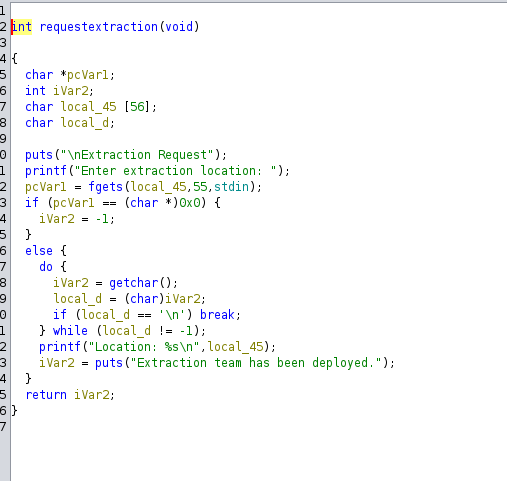 1
2 int requestextraction(void)
3
4 {
5 char *pcVar1;
6 int iVar2;
7 char local_45 [56];
8 char local_d;
9
0 puts("\nExtraction Request");
1 printf("Enter extraction location: ");
2 pcVar1 = fgets(local_45,55,stdin);
3 if (pcVar1 == (char *)0x0) {
4 iVar2 = -1;
5 }
6 else {
7 do {
8 iVar2 = getchar();
9 local_d = (char)iVar2;
0 if (local_d == '\n') break;
1 } while (local_d != -1);
2 printf("Location: %s\n",local_45);
3 iVar2 = puts("Extraction team has been deployed.");
4 }
5 return iVar2;
6 }
7